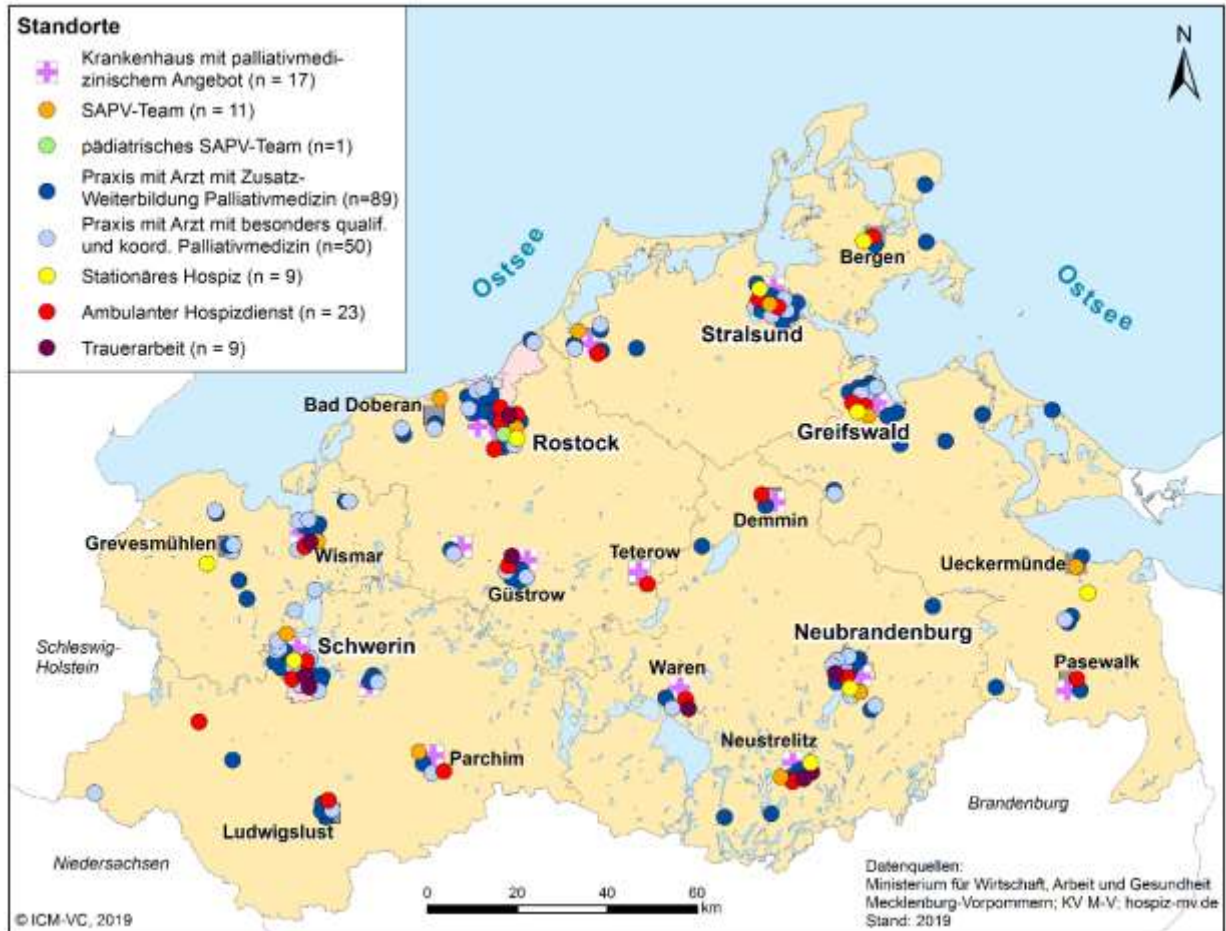 Standorte
Krankenhaus mit palliativmedi-
zinischem Angebot (n = 17)
SAPV-Team (n = 11)
pädiatrisches SAPV-Team (n=1)
Praxis mit Arzt mit Zusatz-
Weiterbildung Palliativmedizin (n=89)
Praxis mit Arzt mit besonders qualif.
und koord. Palliativmedizin (n=50)
Stationäres Hospiz (n = 9)
Ambulanter Hospizdienst (n = 23)
Trauerarbeit (n = 9)
N
Ostsee
Ostsee
Bergen
Stralsund
Bad Doberan
Rostock
Greifswald
Demmin
Grevesmühlen
Wismar
Teterow
Ueckermünde
Güstrow
Schleswig-
Holstein
Schwerin
Neubrandenburg
Waren
Pasewalk
Neustrelitz
Parchim
Brandenburg
Ludwigslust
Niedersachsen
0 20 40 60
km
Datenquellen:
Ministerium für Wirtschaft, Arbeit und Gesundheit
Mecklenburg-Vorpommern; KV M-V; hospiz-mv.de
Stand: 2019
© ICM-VC, 2019